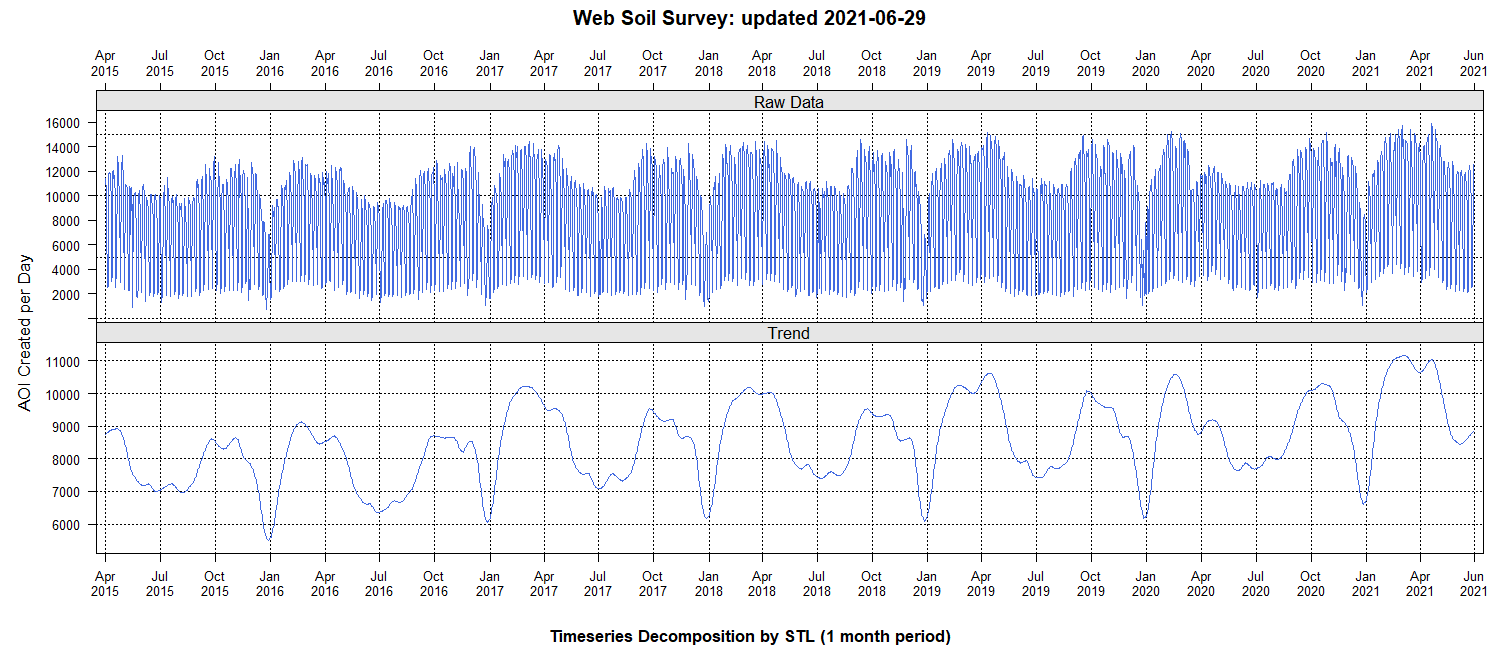 Web Soil Survey: updated 2021-06-29
Apr Jul Oct Jan Apr Jul Oct Jan Apr Jul Oct Jan Apr Jul Oct Jan Apr Jul Oct Jan Apr Jul Oct Jan Apr Jun
2015 2015 2015 2016 2016 2016 2016 2017 2017 2017 2017 2018 2018 2018 2018 2019 2019 2019 2019 2020 2020 2020 2020 2021 2021 2021
Raw Data
16000
14000
12000
10000
8000
6000
4000
2000
AOI Created per Day
Trend
11000
10000
9000
8000
7000
6000
Apr Jul Oct Jan Apr Jul Oct Jan Apr Jul Oct Jan Apr Jul Oct Jan Apr Jul Oct Jan Apr Jul Oct Jan Apr Jun
2015 2015 2015 2016 2016 2016 2016 2017 2017 2017 2017 2018 2018 2018 2018 2019 2019 2019 2019 2020 2020 2020 2020 2021 2021 2021
Timeseries Decomposition by STL (1 month period)